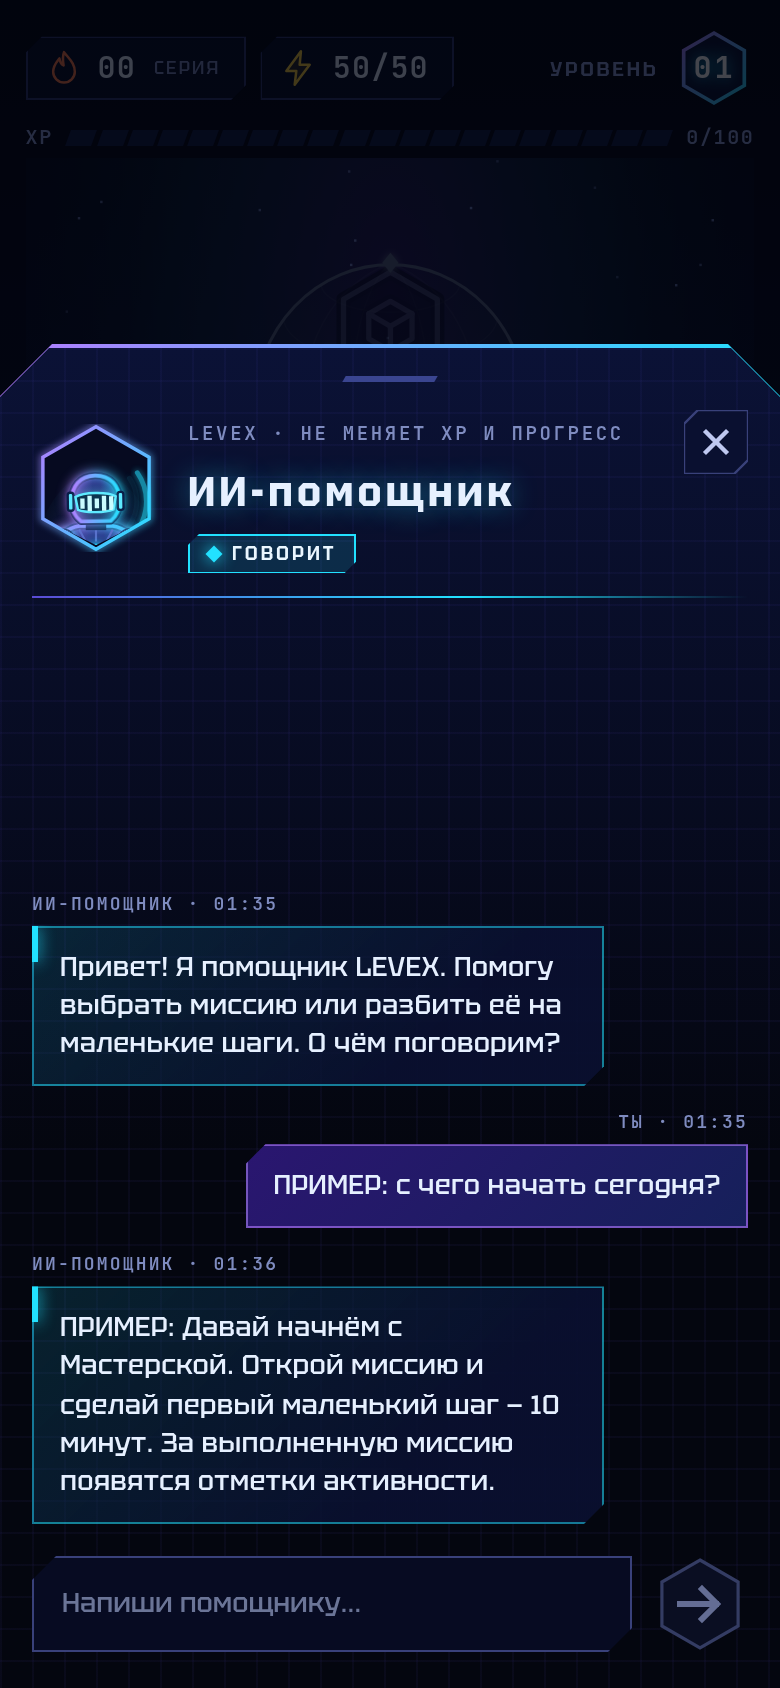 00 СЕРИЯ 50/50 УРОВЕНЬ 01
XP 0/100
LEVEX · НЕ МЕНЯЕТ XP И ПРОГРЕСС
ИИ-помощник
ГОВОРИТ
ИИ-ПОМОЩНИК · 01:35
Привет! Я помощник LEVEX. Помогу
выбрать миссию или разбить её на
маленькие шаги. О чём поговорим?
ТЫ · 01:35
ПРИМЕР: с чего начать сегодня?
ИИ-ПОМОЩНИК · 01:36
ПРИМЕР: Давай начнём с
Мастерской. Открой миссию и
сделай первый маленький шаг – 10
минут. За выполненную миссию
появятся отметки активности.
Напиши помощнику...